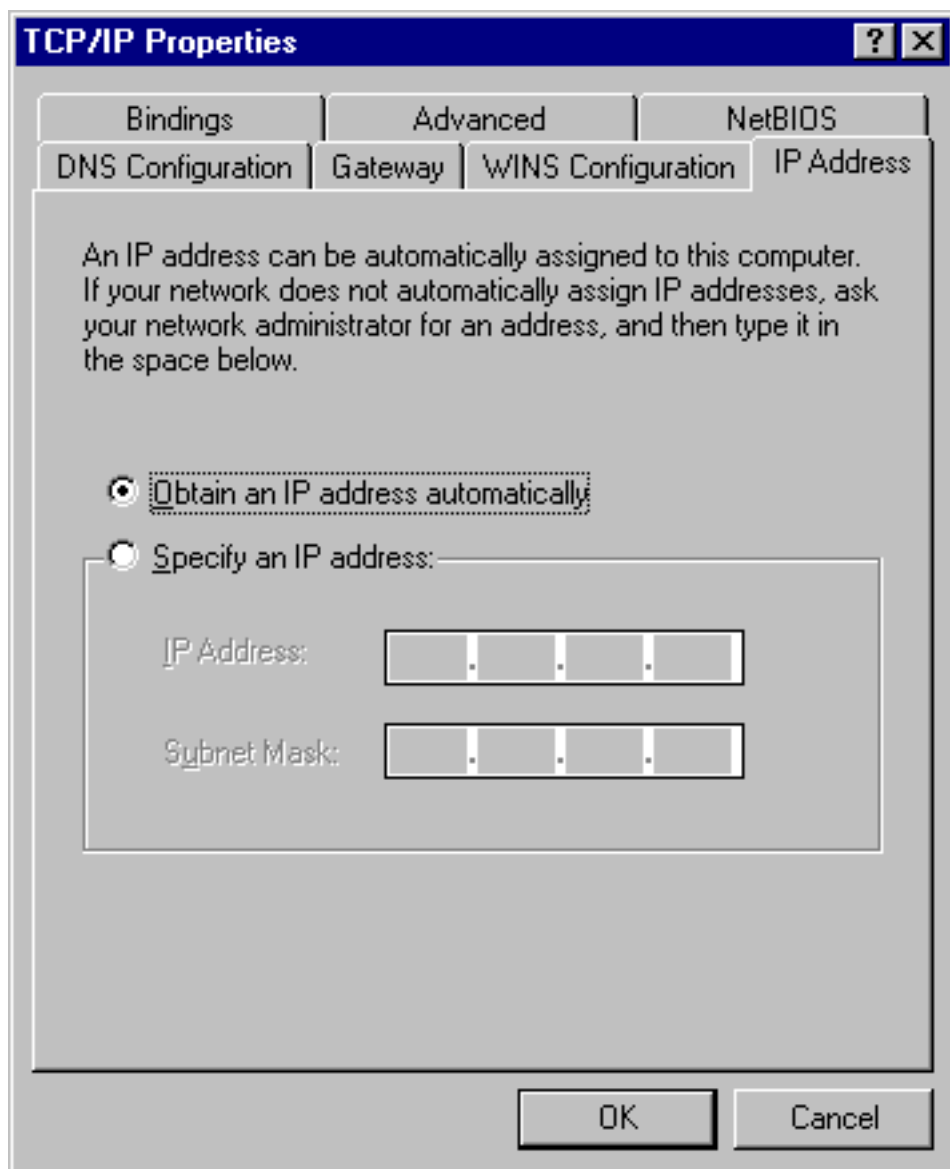 TCP/IP Properties
Bindings Advanced NetBIOS
DNS Configuration Gateway WINS Configuration IP Address
An IP address can be automatically assigned to this computer.
If your network does not automatically assign IP addresses, ask
your network administrator for an address, and then type it in
the space below.
Obtain an IP address automatically
Specify an IP address:
IP Address:
Subnet Mask:
OK Cancel